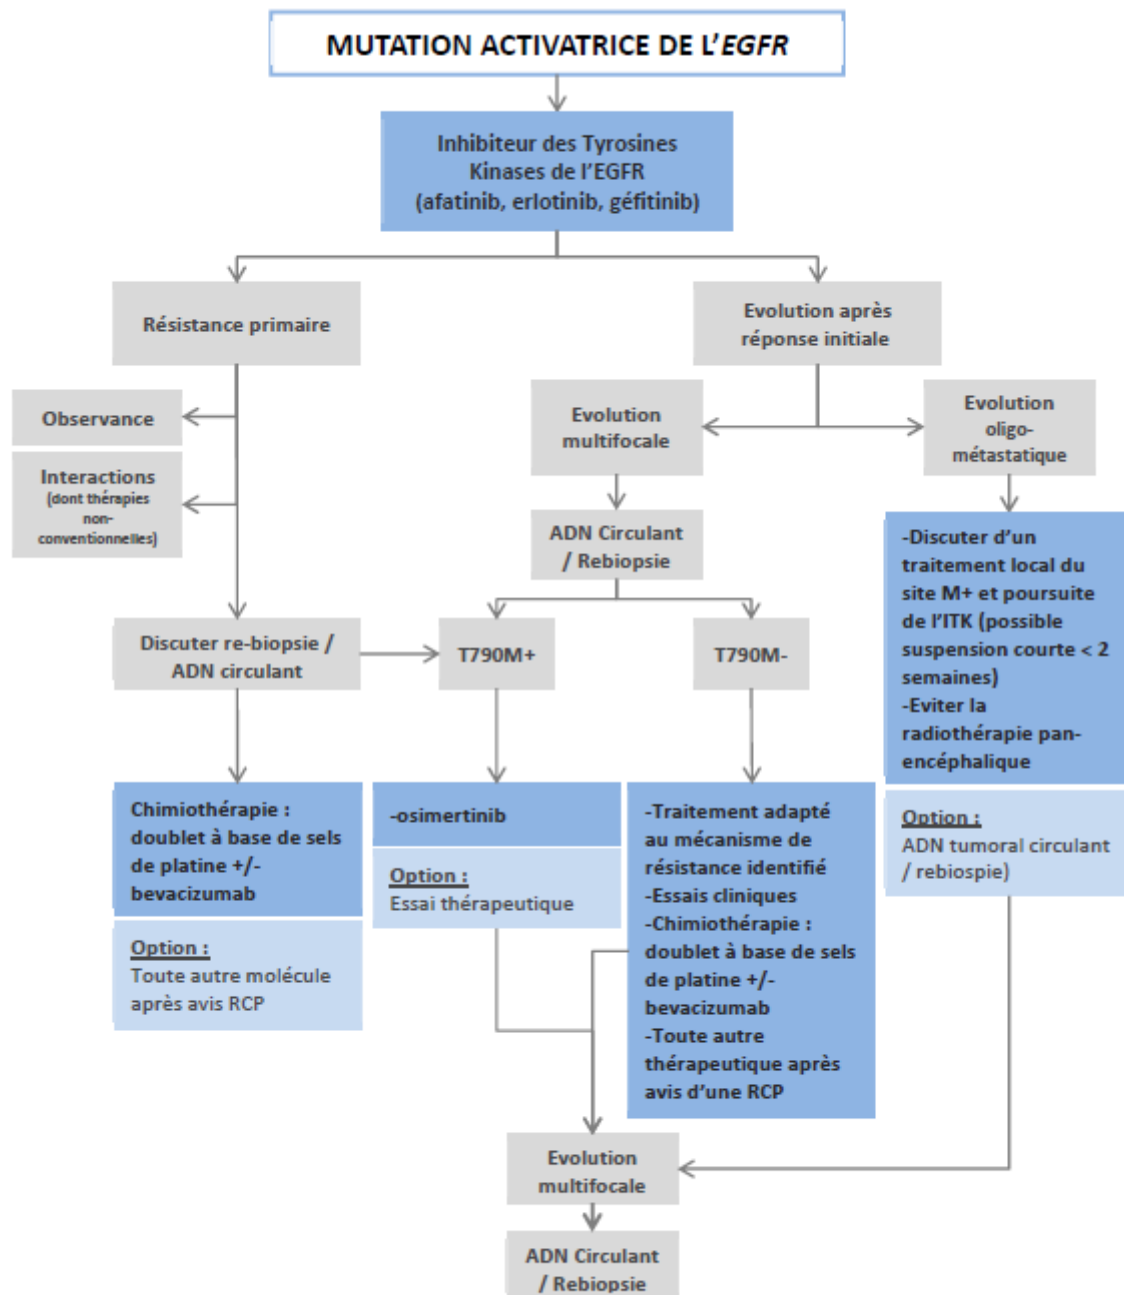 MUTATION ACTIVATRICE DE L'EGFR
Inhibiteur des Tyrosines
Kinases de l'EGFR
(afatinib, erlotinib, géfitinib)
Résistance primaire
Evolution après
réponse initiale
Observance
Interactions
(dont thérapies
non-
conventionnelles)
Evolution
multifocale
Evolution
oligo-
métastatique
ADN Circulant
/ Rebiopsie
-Discuter d'un
traitement local du
site M+ et poursuite
de l'ITK (possible
suspension courte < 2
semaines)
-Eviter la
radiothérapie pan-
encéphalique
Option :
ADN tumoral circulant
/ rebiospie)
Discuter re-biopsie /
ADN circulant
T790M+
T790M-
Chimiothérapie :
doublet à base de sels
de platine +/-
bevacizumab
Option :
Toute autre molécule
après avis RCP
-osimertinib
Option :
Essai thérapeutique
-Traitement adapté
au mécanisme de
résistance identifié
-Essais cliniques
-Chimiothérapie :
doublet à base de sels
de platine +/-
bevacizumab
-Toute autre
thérapeutique après
avis d'une RCP
Evolution
multifocale
ADN Circulant
/ Rebiopsie